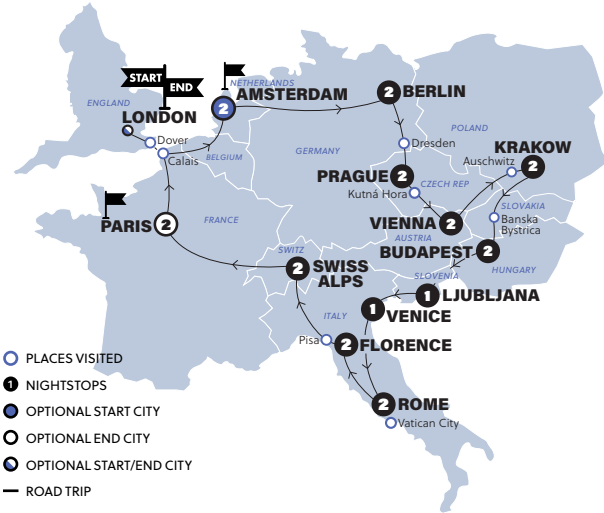 START
END
NETHERLANDS
2 AMSTERDAM
2 BERLIN
ENGLAND
LONDON
Dover
Calais
BELGIUM
GERMANY
Dresden
POLAND
KRAKOW
Auschwitz
2
PRAGUE 2
CZECH REP
Kutná Hora
SLOVAKIA
Banska
Bystrica
PARIS 2
FRANCE
VIENNA 2
AUSTRIA
BUDAPEST 2
HUNGARY
SWITZ
2 SWISS
ALPS
SLOVENIA
1 LJUBLJANA
1 VENICE
ITALY
Pisa
2 FLORENCE
2 ROME
Vatican City
PLACES VISITED
1 NIGHTSTOPS
OPTIONAL START CITY
OPTIONAL END CITY
OPTIONAL START/END CITY
ROAD TRIP